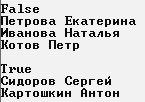 False
Петрова Екатерина
Иванова Наталья
Котов Петр
True
Сидоров Сергей
Картошкин Антон